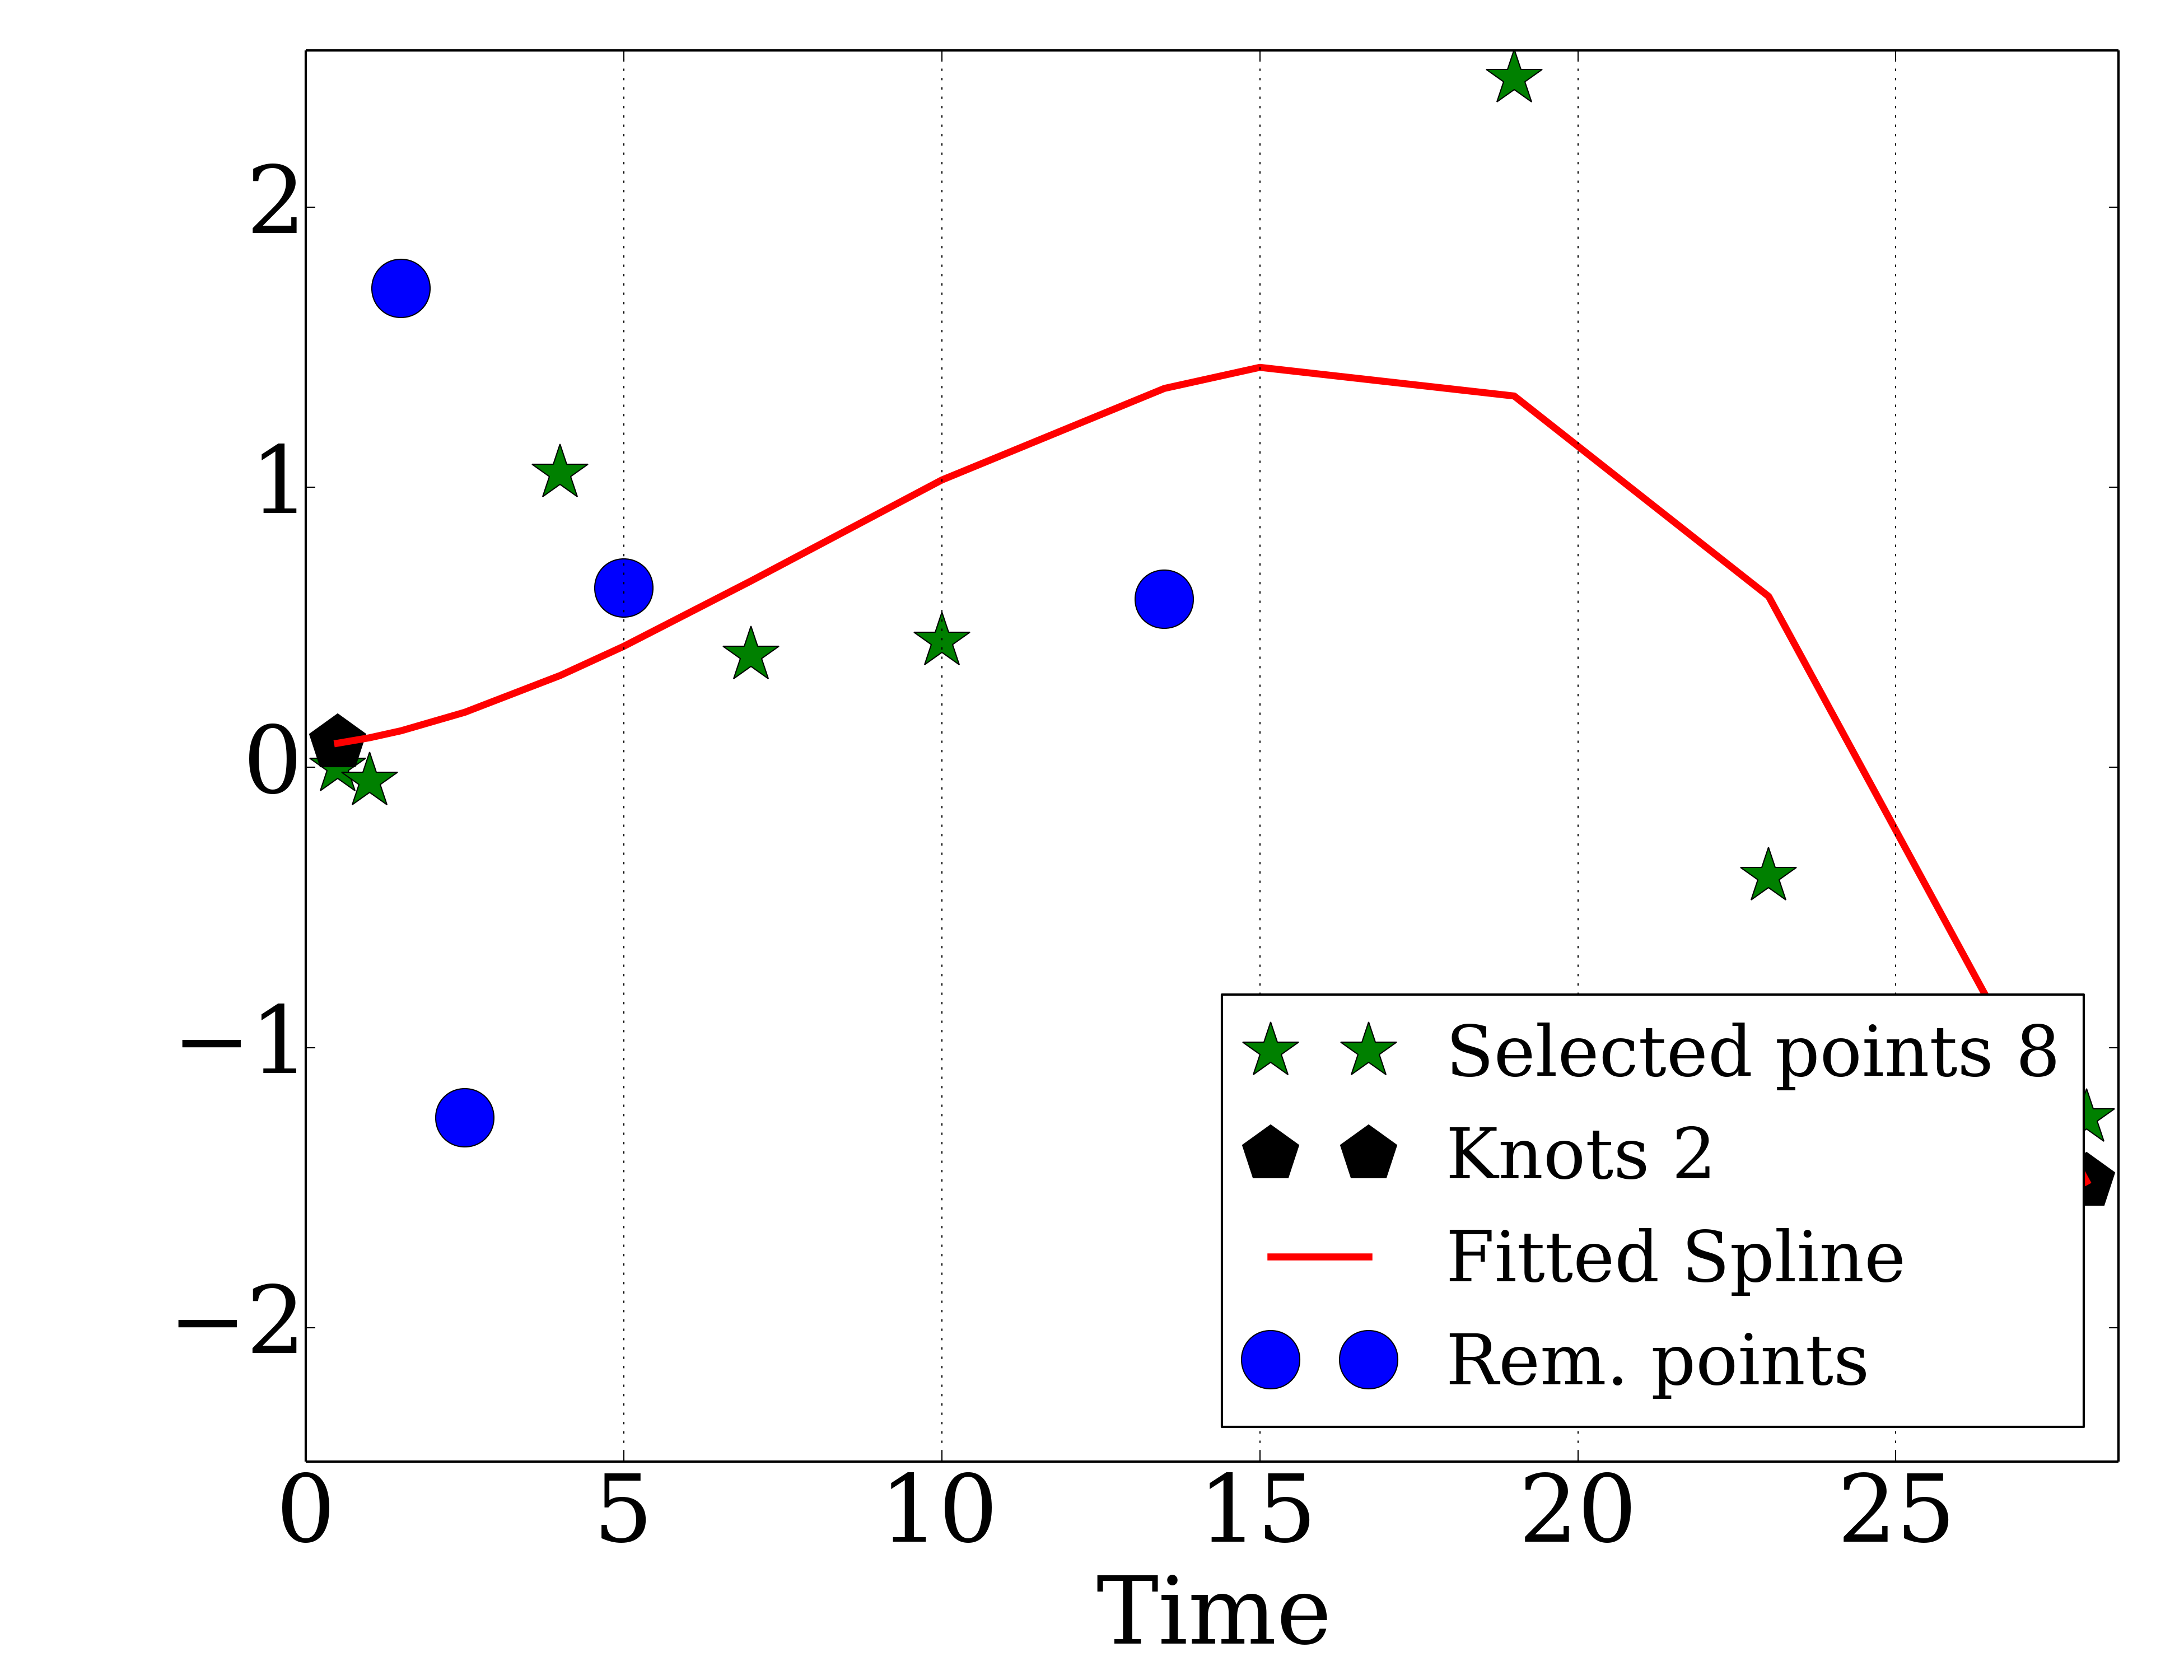 2
1
0
−1
−2
0 5 10 15 20 25
Time
Selected points 8
Knots 2
Fitted Spline
Rem. points